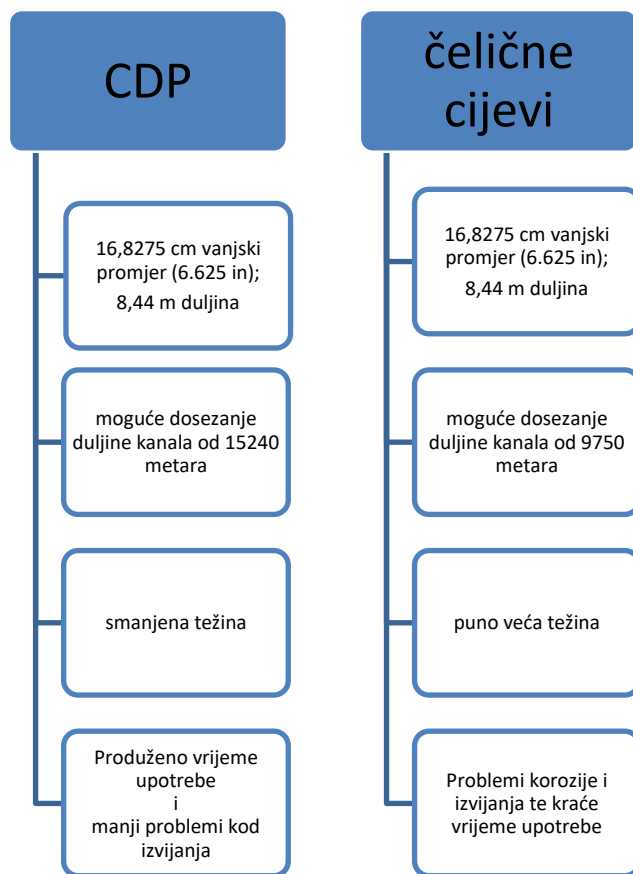 CDP
16,8275 cm vanjski
promjer (6.625 in);
8,44 m duljina
moguće dosezanje
duljine kanala od 15240
metara
smanjena težina
Produženo vrijeme
upotrebe
i
manji problemi kod
izvijanja
čelične
cijevi
16,8275 cm vanjski
promjer (6.625 in);
8,44 m duljina
moguće dosezanje
duljine kanala od 9750
metara
puno veća težina
Problemi korozije i
izvijanja te kraće
vrijeme upotrebe